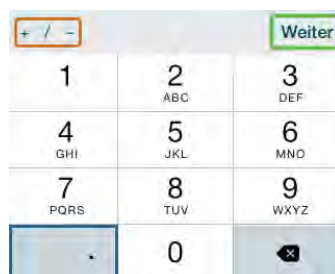 + / - Weiter
1 2 3
ABC DEF
4 5 6
GHI JKL MNO
7 8 9
PQRS TUV WXYZ
. 0